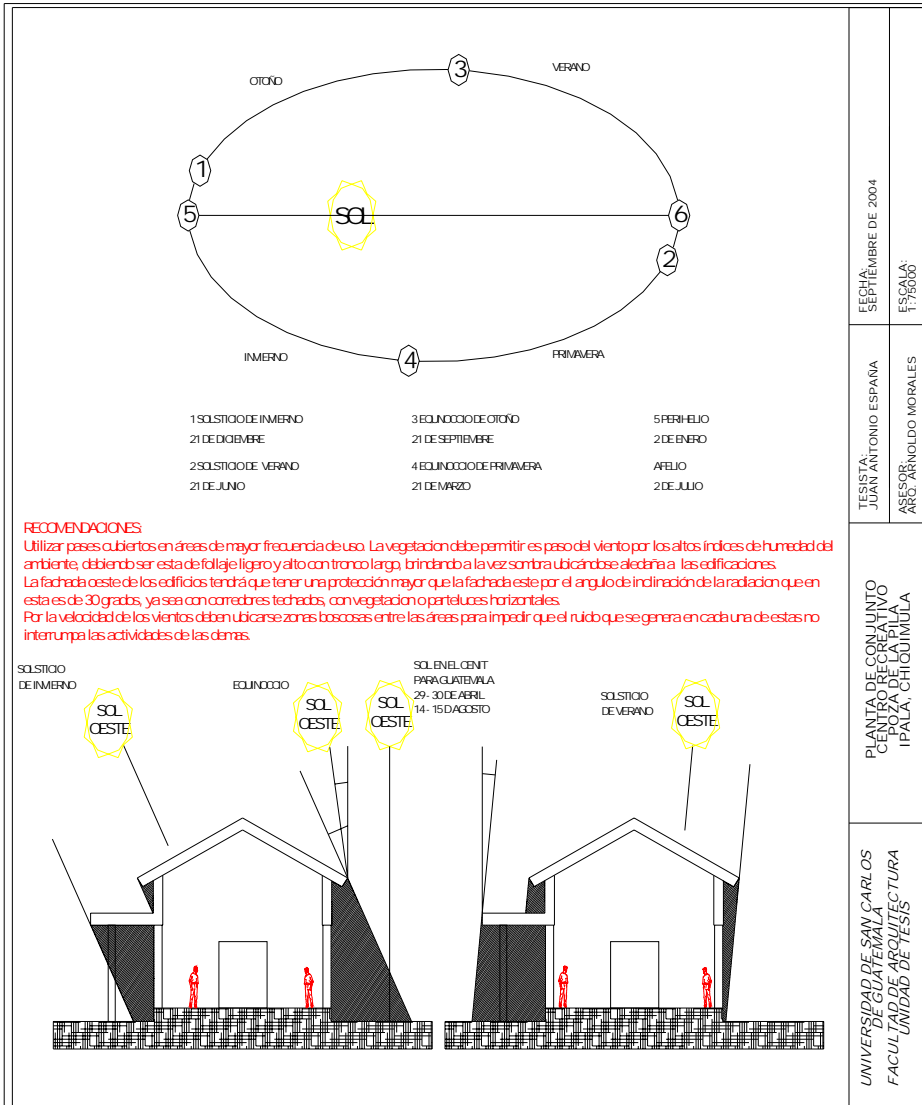 OTOÑO
3
VERANO
1
5
SOL
6
2
INVIERNO
4
PRIMAVERA
1 SOLSTICIO DE INVIERNO
21 DE DICIEMBRE
2 SOLSTICIO DE VERANO
21 DE JUNIO
3 EQUINOCCIO DE OTOÑO
21 DE SEPTIEMBRE
4 EQUINOCCIO DE PRIMAVERA
21 DE MARZO
5 PERIHELIO
2 DE ENERO
AFELIO
2 DE JULIO
RECOMENDACIONES:
Utilizar pases cubiertos en áreas de mayor frecuencia de uso. La vegetacion debe permitir es paso del viento por los altos índices de humedad del
ambiente, debiendo ser esta de follaje ligero y alto con tronco largo, brindando a la vez sombra ubicándose aledaña a las edificaciones.
La fachada oeste de los edificios tendrá que tener una protección mayor que la fachada este por el angulo de inclinación de la radiacion que en
esta es de 30 grados, ya sea con corredores techados, con vegetacion o parteluces horizontales.
Por la velocidad de los vientos deben ubicarse zonas boscosas entre las áreas para impedir que el ruido que se genera en cada una de estas no
interrumpa las actividades de las demas.
SOLSTICIO
DE INVIERNO
SOL
OESTE
EQUINOCCIO
SOL
OESTE
SOL EN EL CENIT
PARA GUATEMALA
29 - 30 DE ABRIL
14 - 15 D AGOSTO
SOL
OESTE
SOLSTICIO
DE VERANO
SOL
OESTE
FECHA:
SEPTIEMBRE DE 2004
ESCALA:
1:75000
TESISTA:
JUAN ANTONIO ESPAÑA
ASESOR:
ARQ. ARNOLDO MORALES
PLANTA DE CONJUNTO
CENTRO RECREATIVO
POZA DE LA PILA
IPALA, CHIQUIMULA
UNIVERSIDAD DE SAN CARLOS
DE GUATEMALA
FACULTAD DE ARQUITECTURA
UNIDAD DE TESIS